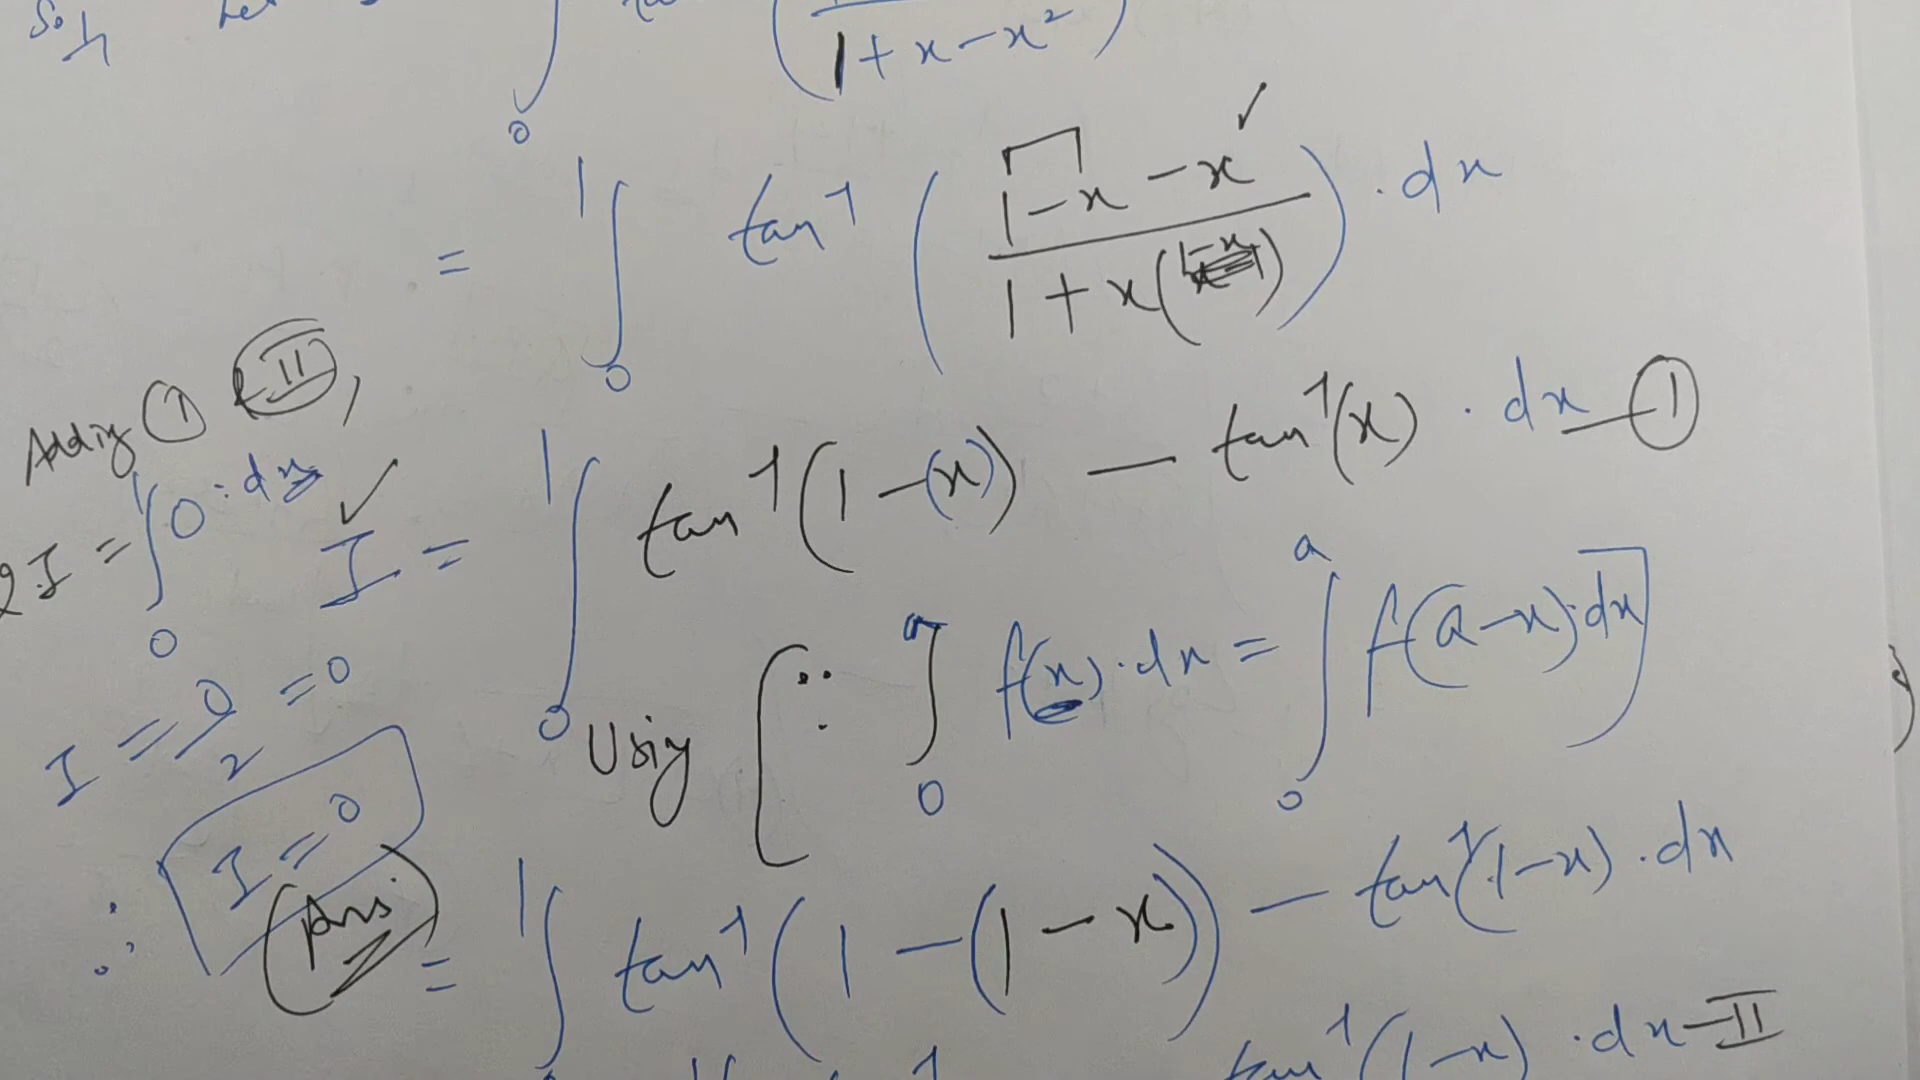 Sol Let
∫₀ ( / 1 + x - x² )
= ∫₀¹ tan⁻¹ ( 1-x - x / 1 + x(1-x) ) . dx ✓
Adding ① & Ⓘ Ⓘ,
2I = ∫₀¹ 0 . dx
I = 0/2 = 0
∴ I = 0
(Ans)
✓ I = ∫₀¹ tan⁻¹(1-(x)) - tan⁻¹(x) . dx — ①
Using [∵ ∫₀ᵃ f(x) . dx = ∫₀ᵃ f(a-x) . dx]
= ∫₀¹ tan⁻¹(1-(1-x)) - tan⁻¹(1-x) . dx
tan⁻¹(1-x) . dx — II